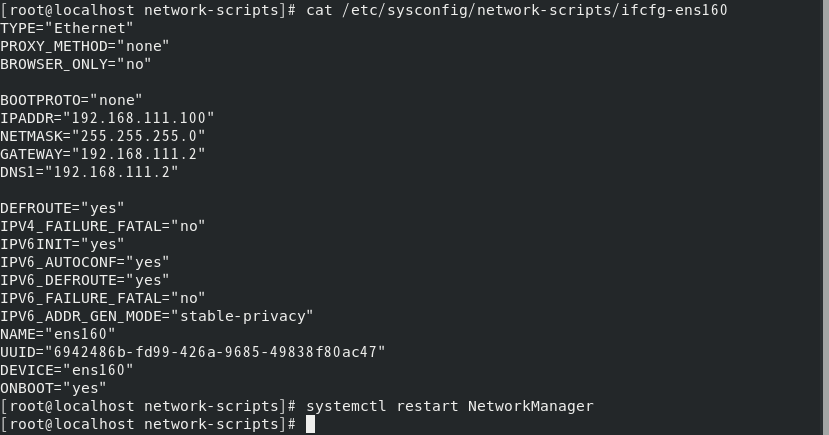 [root@localhost network-scripts]# cat /etc/sysconfig/network-scripts/ifcfg-ens160
TYPE="Ethernet"
PROXY_METHOD="none"
BROWSER_ONLY="no"
BOOTPROTO="none"
IPADDR="192.168.111.100"
NETMASK="255.255.255.0"
GATEWAY="192.168.111.2"
DNS1="192.168.111.2"
DEFROUTE="yes"
IPV4_FAILURE_FATAL="no"
IPV6INIT="yes"
IPV6_AUTOCONF="yes"
IPV6_DEFROUTE="yes"
IPV6_FAILURE_FATAL="no"
IPV6_ADDR_GEN_MODE="stable-privacy"
NAME="ens160"
UUID="6942486b-fd99-426a-9685-49838f80ac47"
DEVICE="ens160"
ONBOOT="yes"
[root@localhost network-scripts]# systemctl restart NetworkManager
[root@localhost network-scripts]#